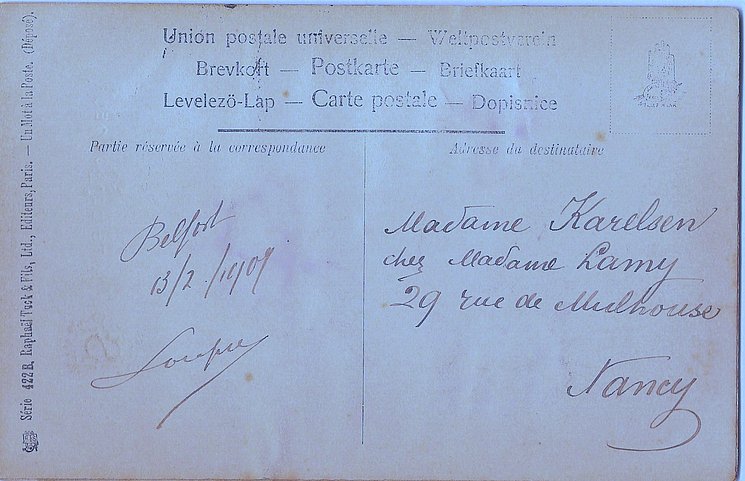 Union postale universelle — Weltpostverein
Brevkort — Postkarte — Briefkaart
Levelezö-Lap — Carte postale — Dopisnice
Partie réservée à la correspondance
Adresse du destinataire
Belfort
13/2/1909
Madame Karelsen
chez Madame Lamy
29 rue de Mulhouse
Nancy
Série 422 B. Raphaël Tuck & Fils, Ltd., Editeurs, Paris. — Un Mot à la Poste. (Déposé).